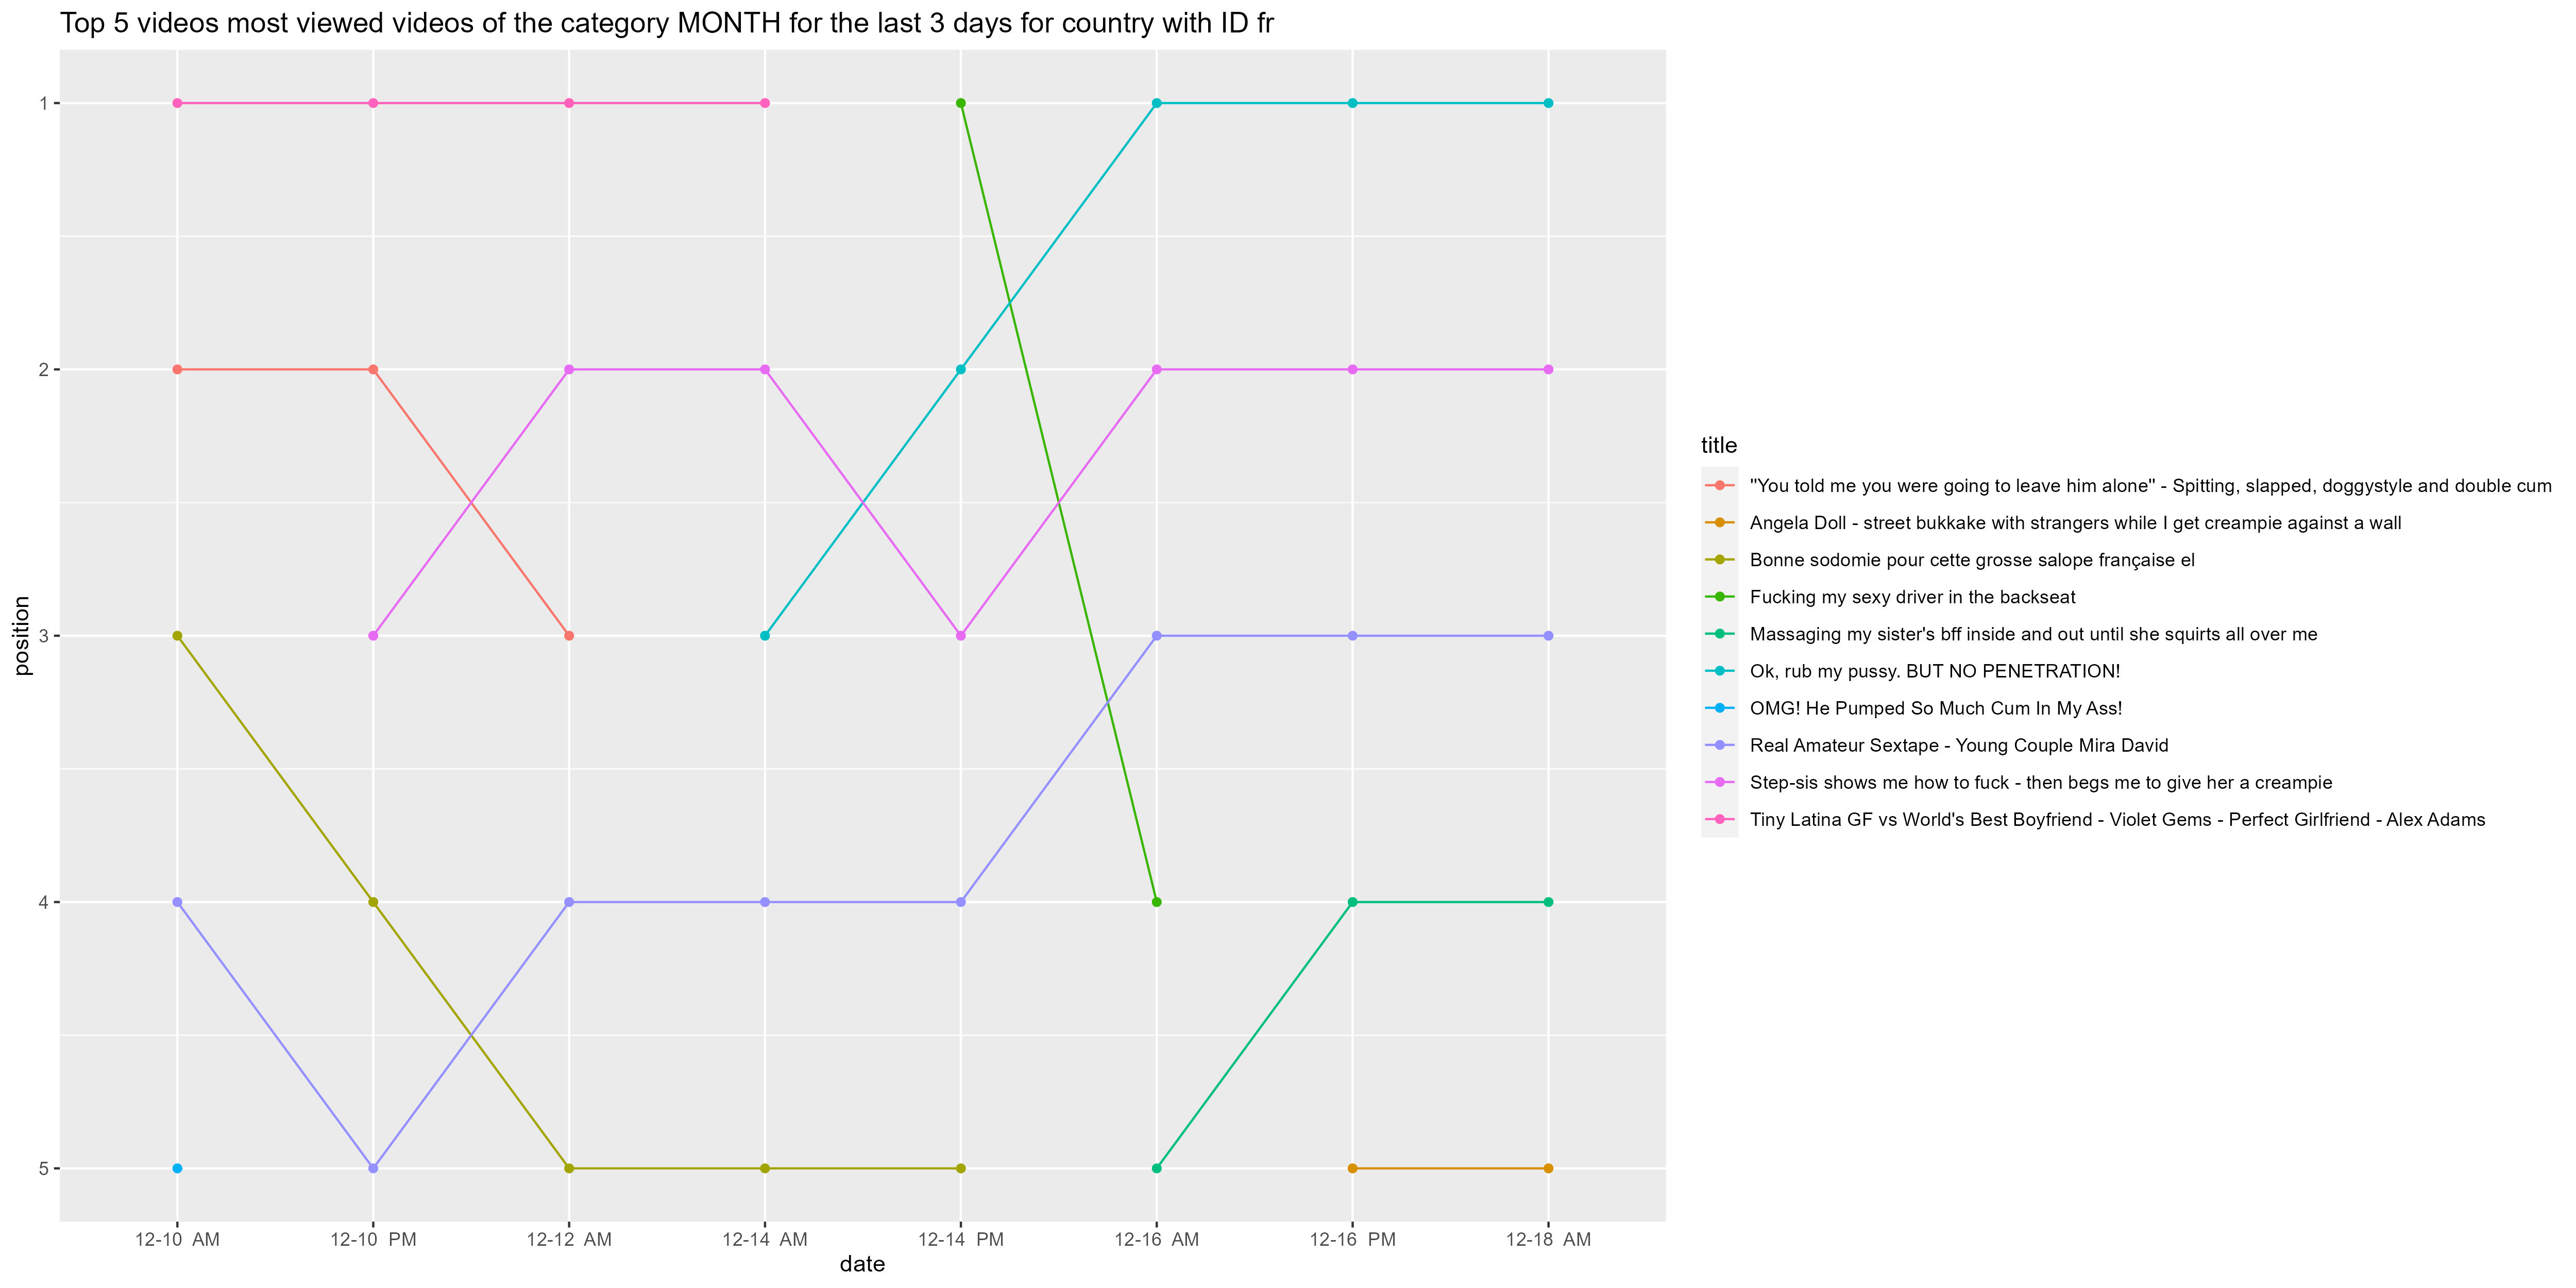 Top 5 videos most viewed videos of the category MONTH for the last 3 days for country with ID fr
position
1
2
3
4
5
12-10 AM
12-10 PM
12-12 AM
12-14 AM
12-14 PM
12-16 AM
12-16 PM
12-18 AM
date
title
"You told me you were going to leave him alone" - Spitting, slapped, doggystyle and double cum
Angela Doll - street bukkake with strangers while I get creampie against a wall
Bonne sodomie pour cette grosse salope française el
Fucking my sexy driver in the backseat
Massaging my sister's bff inside and out until she squirts all over me
Ok, rub my pussy. BUT NO PENETRATION!
OMG! He Pumped So Much Cum In My Ass!
Real Amateur Sextape - Young Couple Mira David
Step-sis shows me how to fuck - then begs me to give her a creampie
Tiny Latina GF vs World's Best Boyfriend - Violet Gems - Perfect Girlfriend - Alex Adams